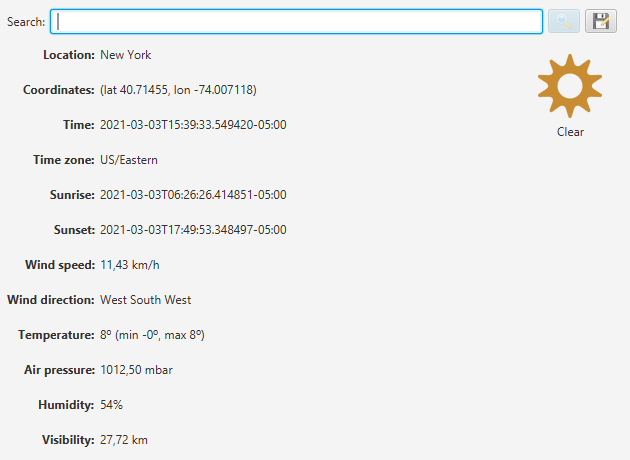 Search:
Location: New York
Coordinates: (lat 40.71455, lon -74.007118)
Clear
Time: 2021-03-03T15:39:33.549420-05:00
Time zone: US/Eastern
Sunrise: 2021-03-03T06:26:26.414851-05:00
Sunset: 2021-03-03T17:49:53.348497-05:00
Wind speed: 11,43 km/h
Wind direction: West South West
Temperature: 8º (min -0º, max 8º)
Air pressure: 1012,50 mbar
Humidity: 54%
Visibility: 27,72 km